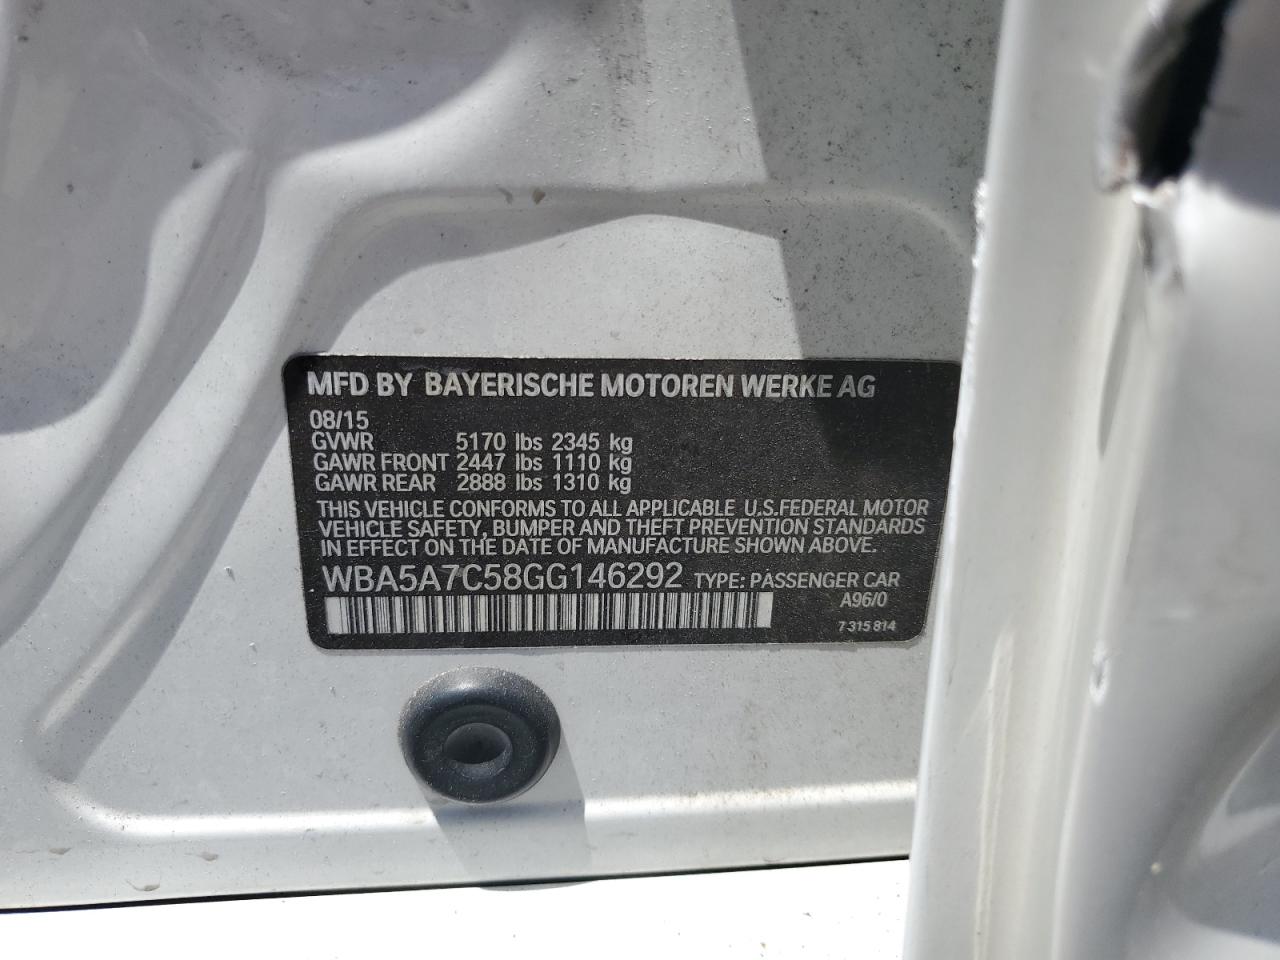 MFD BY BAYERISCHE MOTOREN WERKE AG
08/15
GVWR 5170 lbs 2345 kg
GAWR FRONT 2447 lbs 1110 kg
GAWR REAR 2888 lbs 1310 kg
THIS VEHICLE CONFORMS TO ALL APPLICABLE U.S.FEDERAL MOTOR
VEHICLE SAFETY, BUMPER AND THEFT PREVENTION STANDARDS
IN EFFECT ON THE DATE OF MANUFACTURE SHOWN ABOVE.
WBA5A7C58GG146292 TYPE: PASSENGER CAR
A96/0
7 315 814